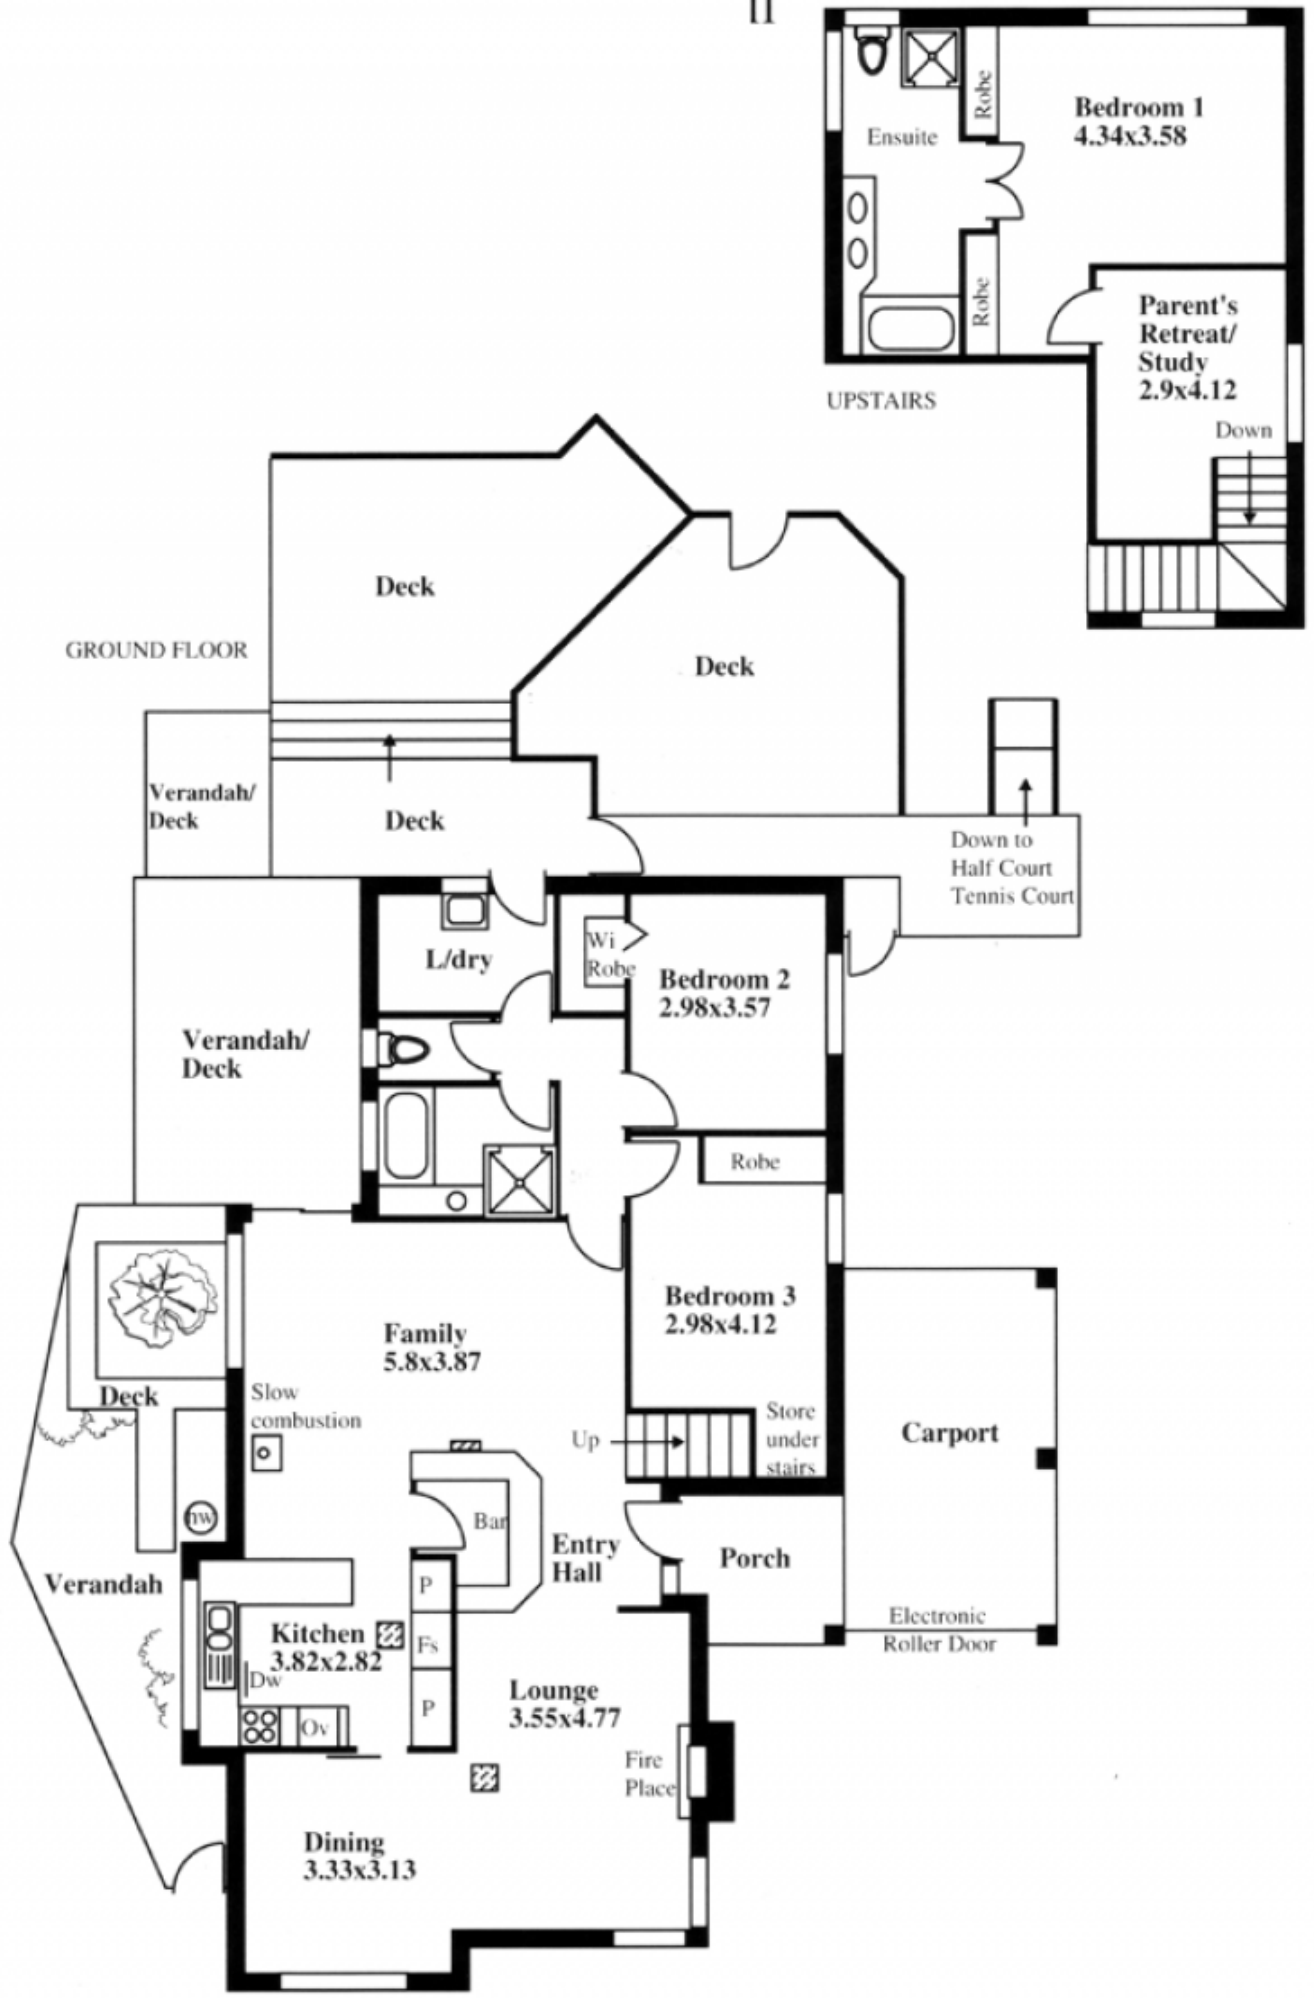 Robe
Bedroom 1
4.34x3.58
Ensuite
Robe
Parent's
Retreat/
Study
2.9x4.12
Down
UPSTAIRS
Deck
GROUND FLOOR
Deck
Verandah/
Deck
Deck
Down to
Half Court
Tennis Court
L/dry
Wi
Robe
Bedroom 2
2.98x3.57
Verandah/
Deck
Robe
Bedroom 3
2.98x4.12
Family
5.8x3.87
Deck
Slow
combustion
Up
Store
under
stairs
Carport
hw
Bar
Entry
Hall
Porch
Verandah
P
Electronic
Roller Door
Kitchen
3.82x2.82
Fs
Dw
Ov
P
Lounge
3.55x4.77
Fire
Place
Dining
3.33x3.13